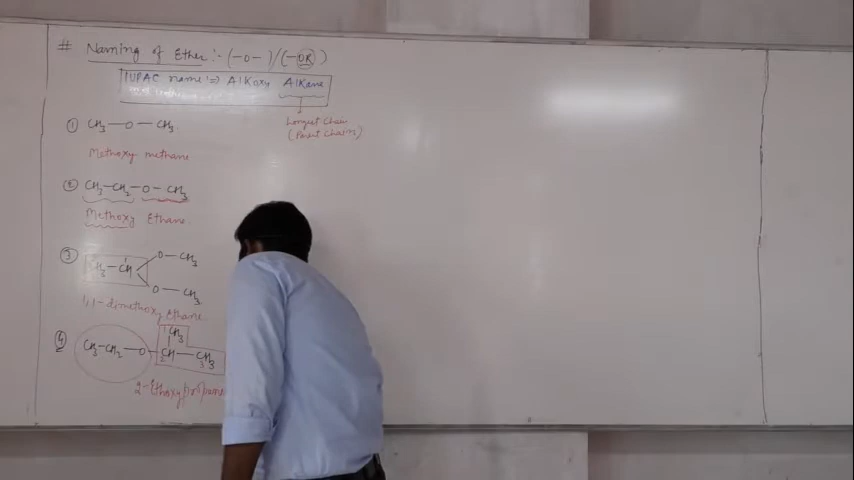 # Naming of Ether :- (-O-)/(-OR)
IUPAC name :=> Alkoxy Alkane
Longest Chain
(Parent Chain)
① CH3-O-CH3
Methoxy methane
② CH3-CH2-O-CH3
Methoxy Ethane
③ CH3-CH
O-CH3
O-CH3
1,1-dimethoxy Ethane
④ CH3-CH2-O-CH-CH3
CH3
2-Ethoxy propane